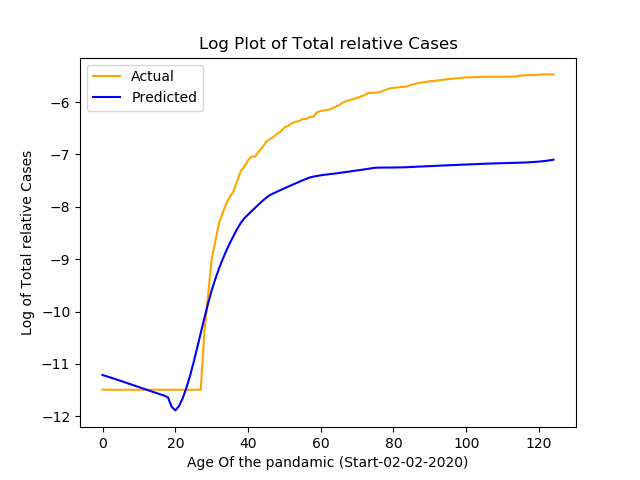 Log Plot of Total relative Cases
Actual
Predicted
Log of Total relative Cases
−6
−7
−8
−9
−10
−11
−12
0 20 40 60 80 100 120
Age Of the pandamic (Start-02-02-2020)